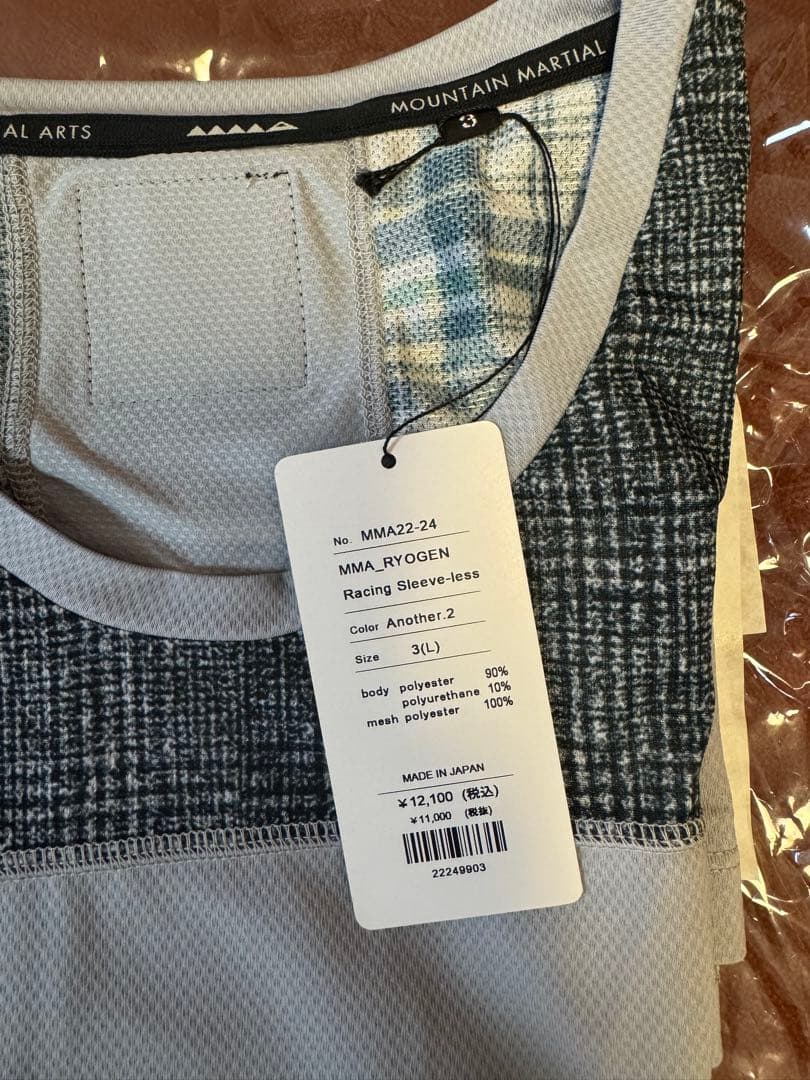 AL ARTS
MOUNTAIN MARTIAL
3
No. MMA22-24
MMA_RYOGEN
Racing Sleeve-less
Color Another.2
Size 3(L)
body polyester 90%
polyurethane 10%
mesh polyester 100%
MADE IN JAPAN
¥12,100 (税込)
¥11,000 (税抜)
22249903